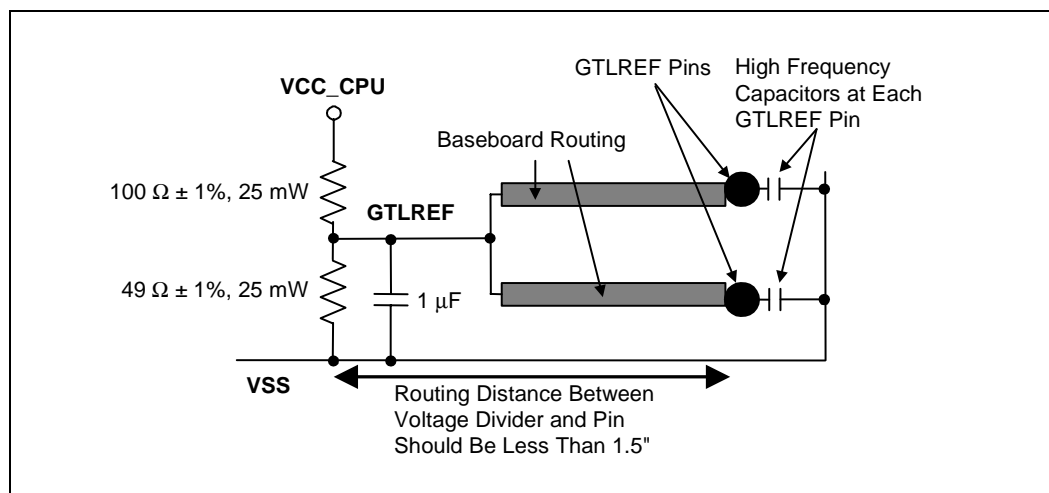 GTLREF Pins
High Frequency
Capacitors at Each
GTLREF Pin
VCC_CPU
Baseboard Routing
100 Ω ± 1%, 25 mW
GTLREF
49 Ω ± 1%, 25 mW
1 μF
VSS
Routing Distance Between
Voltage Divider and Pin
Should Be Less Than 1.5"